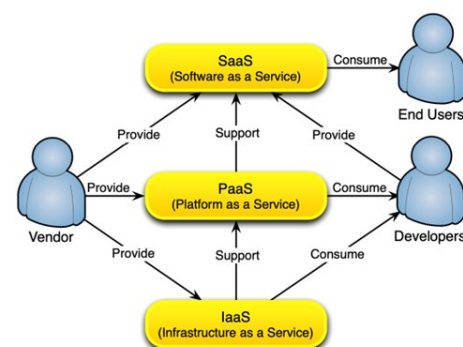 SaaS
(Software as a Service)
Consume
End Users
Provide
Support
Provide
Vendor
Provide
PaaS
(Platform as a Service)
Consume
Developers
Provide
Support
Consume
IaaS
(Infrastructure as a Service)